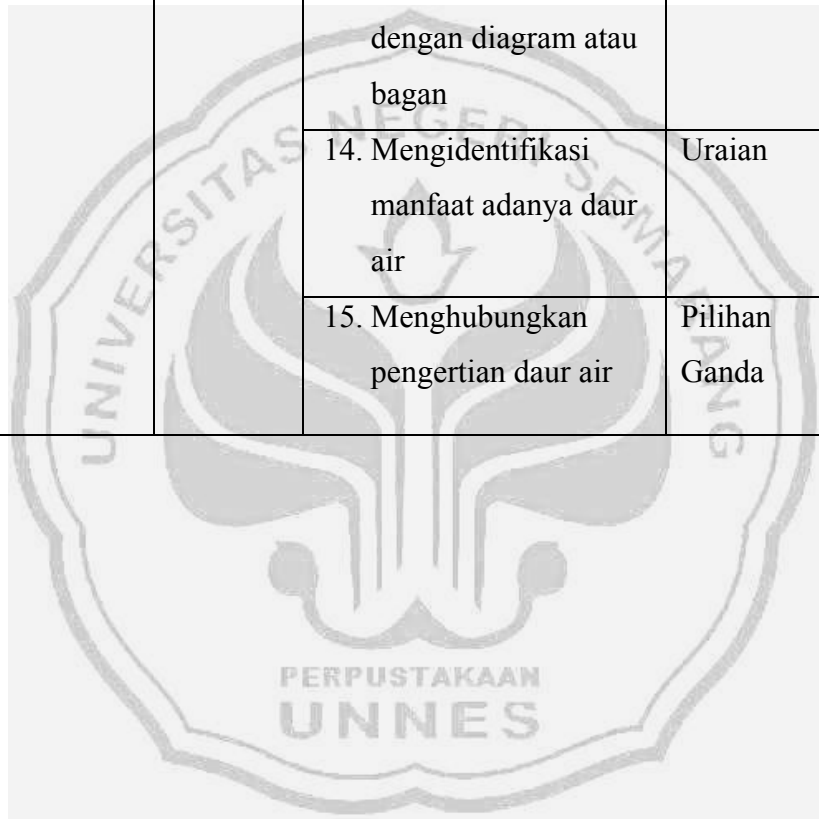 dengan diagram atau
bagan
14. Mengidentifikasi
manfaat adanya daur
air
Uraian
15. Menghubungkan
pengertian daur air
Pilihan
Ganda
UNIVERSITAS NEGERI SEMARANG
PERPUSTAKAAN
UNNES